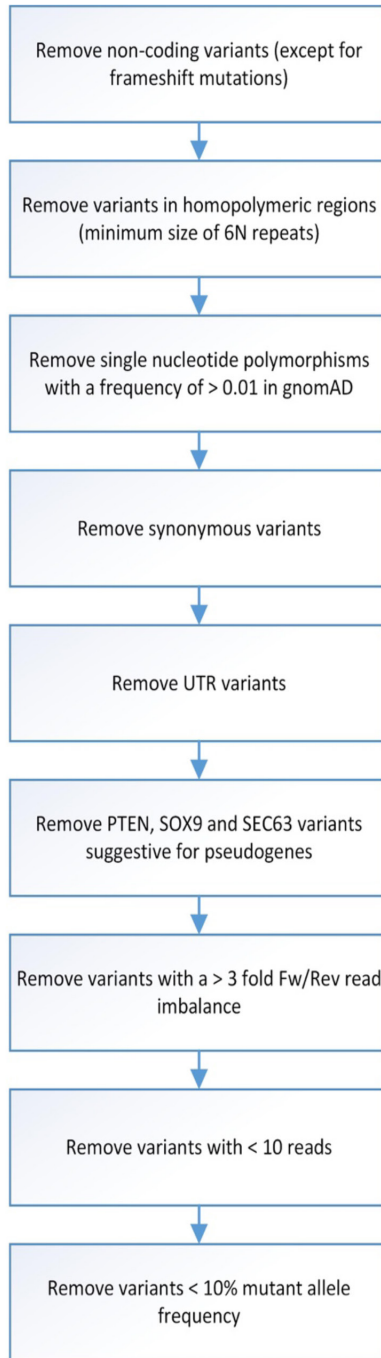 Remove non-coding variants (except for
frameshift mutations)
Remove variants in homopolymeric regions
(minimum size of 6N repeats)
Remove single nucleotide polymorphisms
with a frequency of > 0.01 in gnomAD
Remove synonymous variants
Remove UTR variants
Remove PTEN, SOX9 and SEC63 variants
suggestive for pseudogenes
Remove variants with a > 3 fold Fw/Rev read
imbalance
Remove variants with < 10 reads
Remove variants < 10% mutant allele
frequency